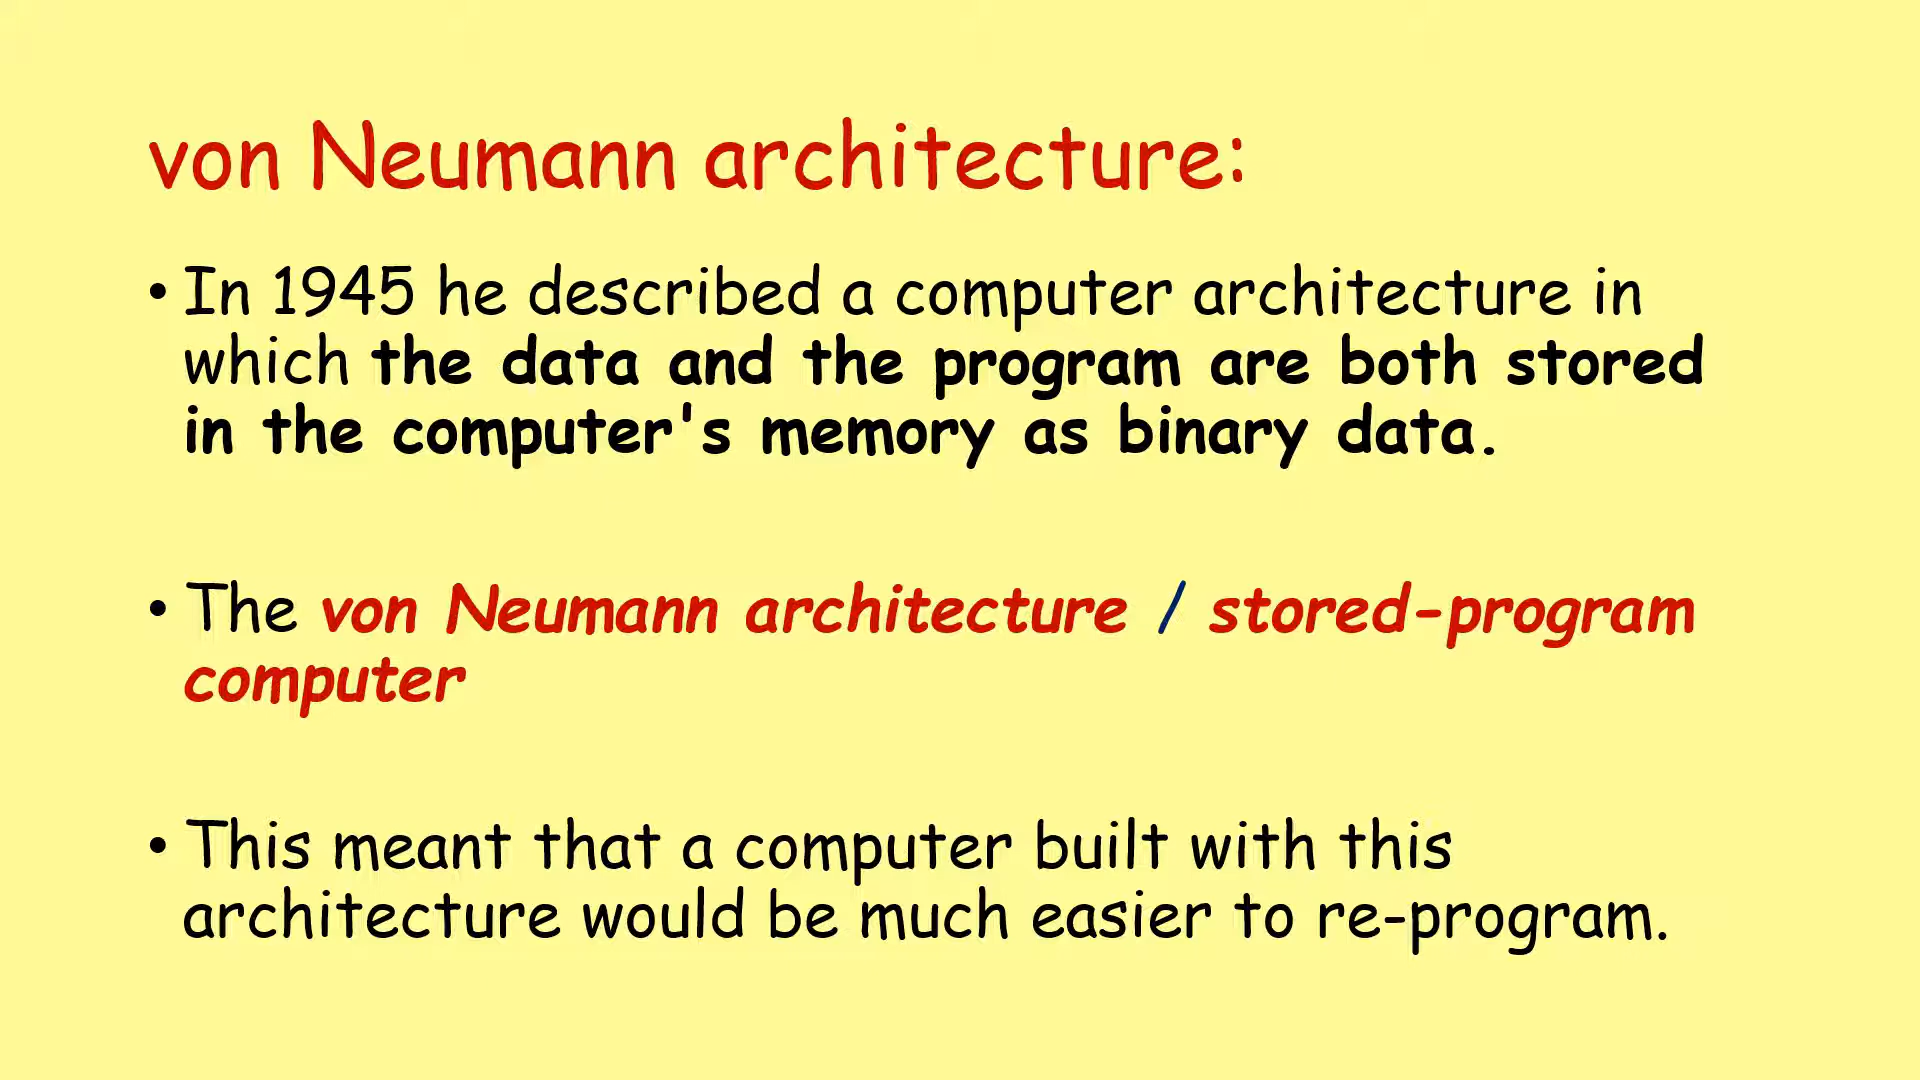 von Neumann architecture:
• In 1945 he described a computer architecture in
which the data and the program are both stored
in the computer's memory as binary data.
• The von Neumann architecture / stored-program
computer
• This meant that a computer built with this
architecture would be much easier to re-program.